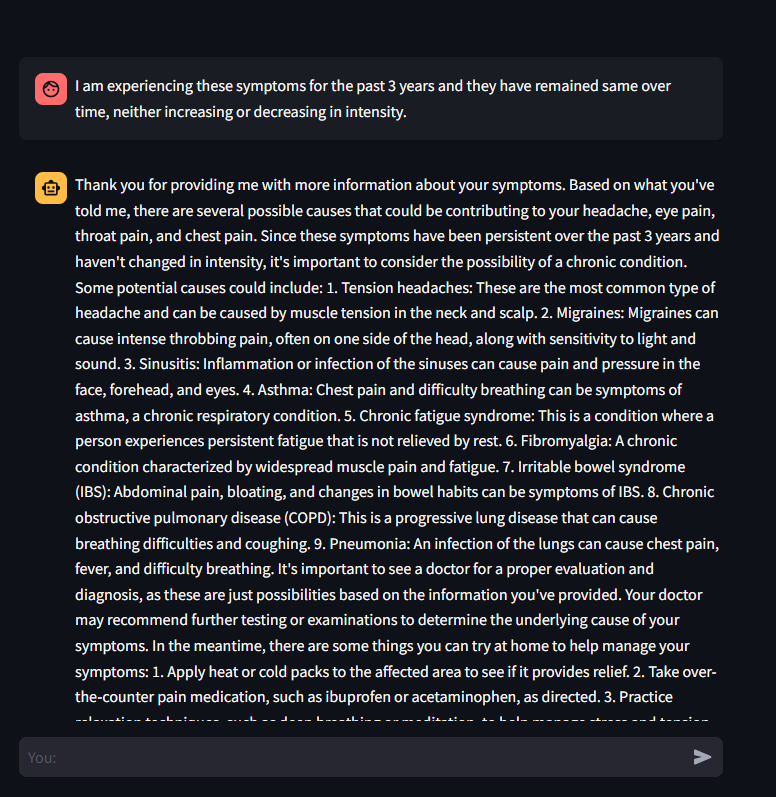 I am experiencing these symptoms for the past 3 years and they have remained same over
time, neither increasing or decreasing in intensity.
Thank you for providing me with more information about your symptoms. Based on what you've
told me, there are several possible causes that could be contributing to your headache, eye pain,
throat pain, and chest pain. Since these symptoms have been persistent over the past 3 years and
haven't changed in intensity, it's important to consider the possibility of a chronic condition.
Some potential causes could include: 1. Tension headaches: These are the most common type of
headache and can be caused by muscle tension in the neck and scalp. 2. Migraines: Migraines can
cause intense throbbing pain, often on one side of the head, along with sensitivity to light and
sound. 3. Sinusitis: Inflammation or infection of the sinuses can cause pain and pressure in the
face, forehead, and eyes. 4. Asthma: Chest pain and difficulty breathing can be symptoms of
asthma, a chronic respiratory condition. 5. Chronic fatigue syndrome: This is a condition where a
person experiences persistent fatigue that is not relieved by rest. 6. Fibromyalgia: A chronic
condition characterized by widespread muscle pain and fatigue. 7. Irritable bowel syndrome
(IBS): Abdominal pain, bloating, and changes in bowel habits can be symptoms of IBS. 8. Chronic
obstructive pulmonary disease (COPD): This is a progressive lung disease that can cause
breathing difficulties and coughing. 9. Pneumonia: An infection of the lungs can cause chest pain,
fever, and difficulty breathing. It's important to see a doctor for a proper evaluation and
diagnosis, as these are just possibilities based on the information you've provided. Your doctor
may recommend further testing or examinations to determine the underlying cause of your
symptoms. In the meantime, there are some things you can try at home to help manage your
symptoms: 1. Apply heat or cold packs to the affected area to see if it provides relief. 2. Take over-
the-counter pain medication, such as ibuprofen or acetaminophen, as directed. 3. Practice
relaxation techniques, such as deep breathing or meditation, to help manage stress and tension.
You: